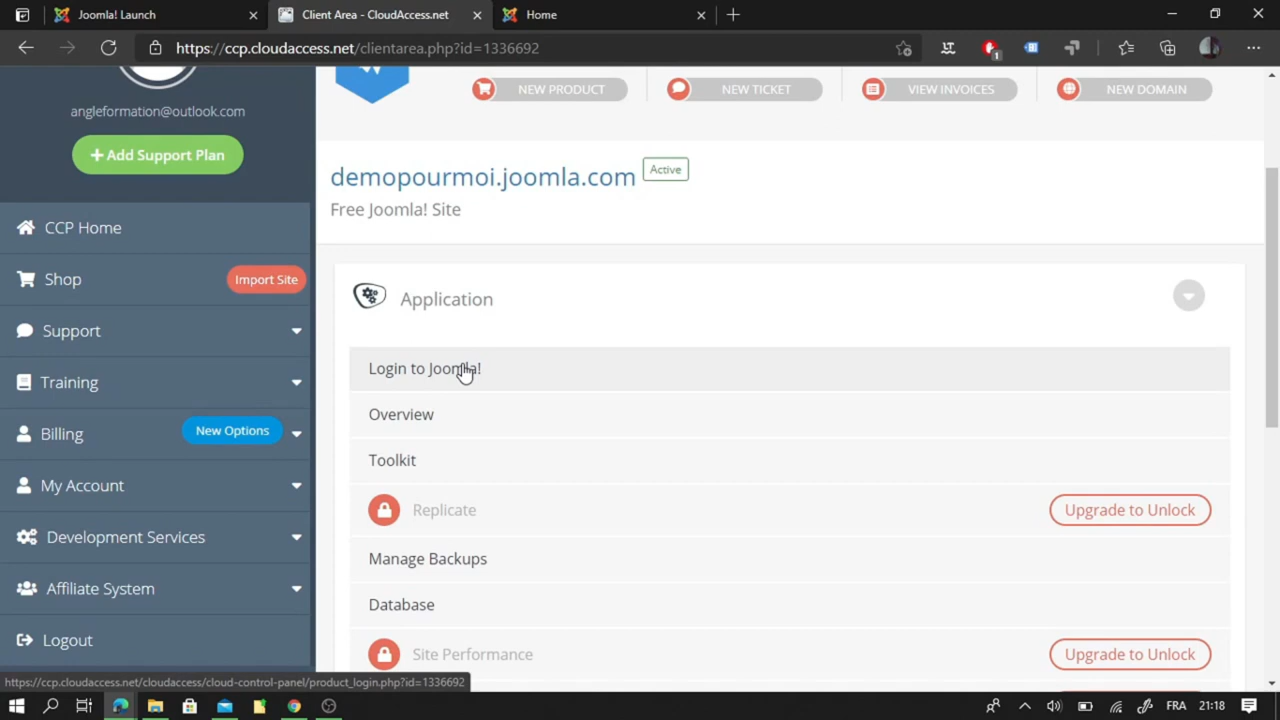 Joomla! Launch
Client Area - CloudAccess.net
Home
https://ccp.cloudaccess.net/clientarea.php?id=1336692
1
angleformation@outlook.com
+ Add Support Plan
CCP Home
Shop
Import Site
Support
Training
Billing
New Options
My Account
Development Services
Affiliate System
Logout
NEW PRODUCT
NEW TICKET
VIEW INVOICES
NEW DOMAIN
demopourmoi.joomla.com
Active
Free Joomla! Site
Application
Login to Joomla!
Overview
Toolkit
Replicate
Upgrade to Unlock
Manage Backups
Database
Site Performance
Upgrade to Unlock
https://ccp.cloudaccess.net/cloudaccess/cloud-control-panel/product_login.php?id=1336692
FRA
21:18